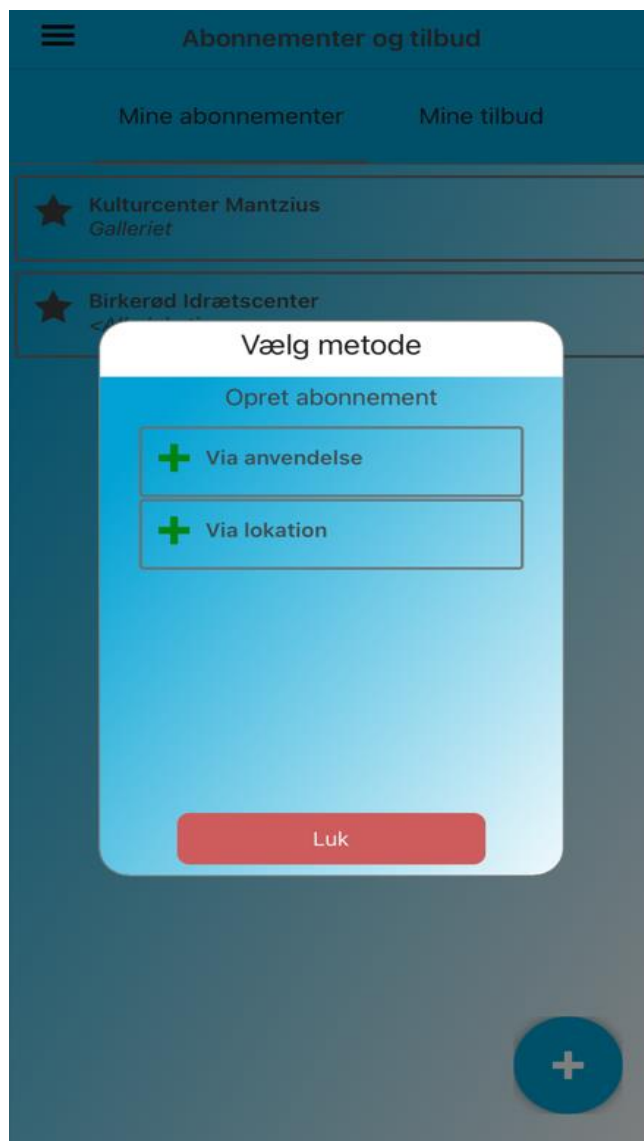 Abonnementer og tilbud
Mine abonnementer
Mine tilbud
Kulturcenter Mantzius
Galleriet
Birkerød Idrætscenter
Vælg metode
Opret abonnement
Via anvendelse
Via lokation
Luk